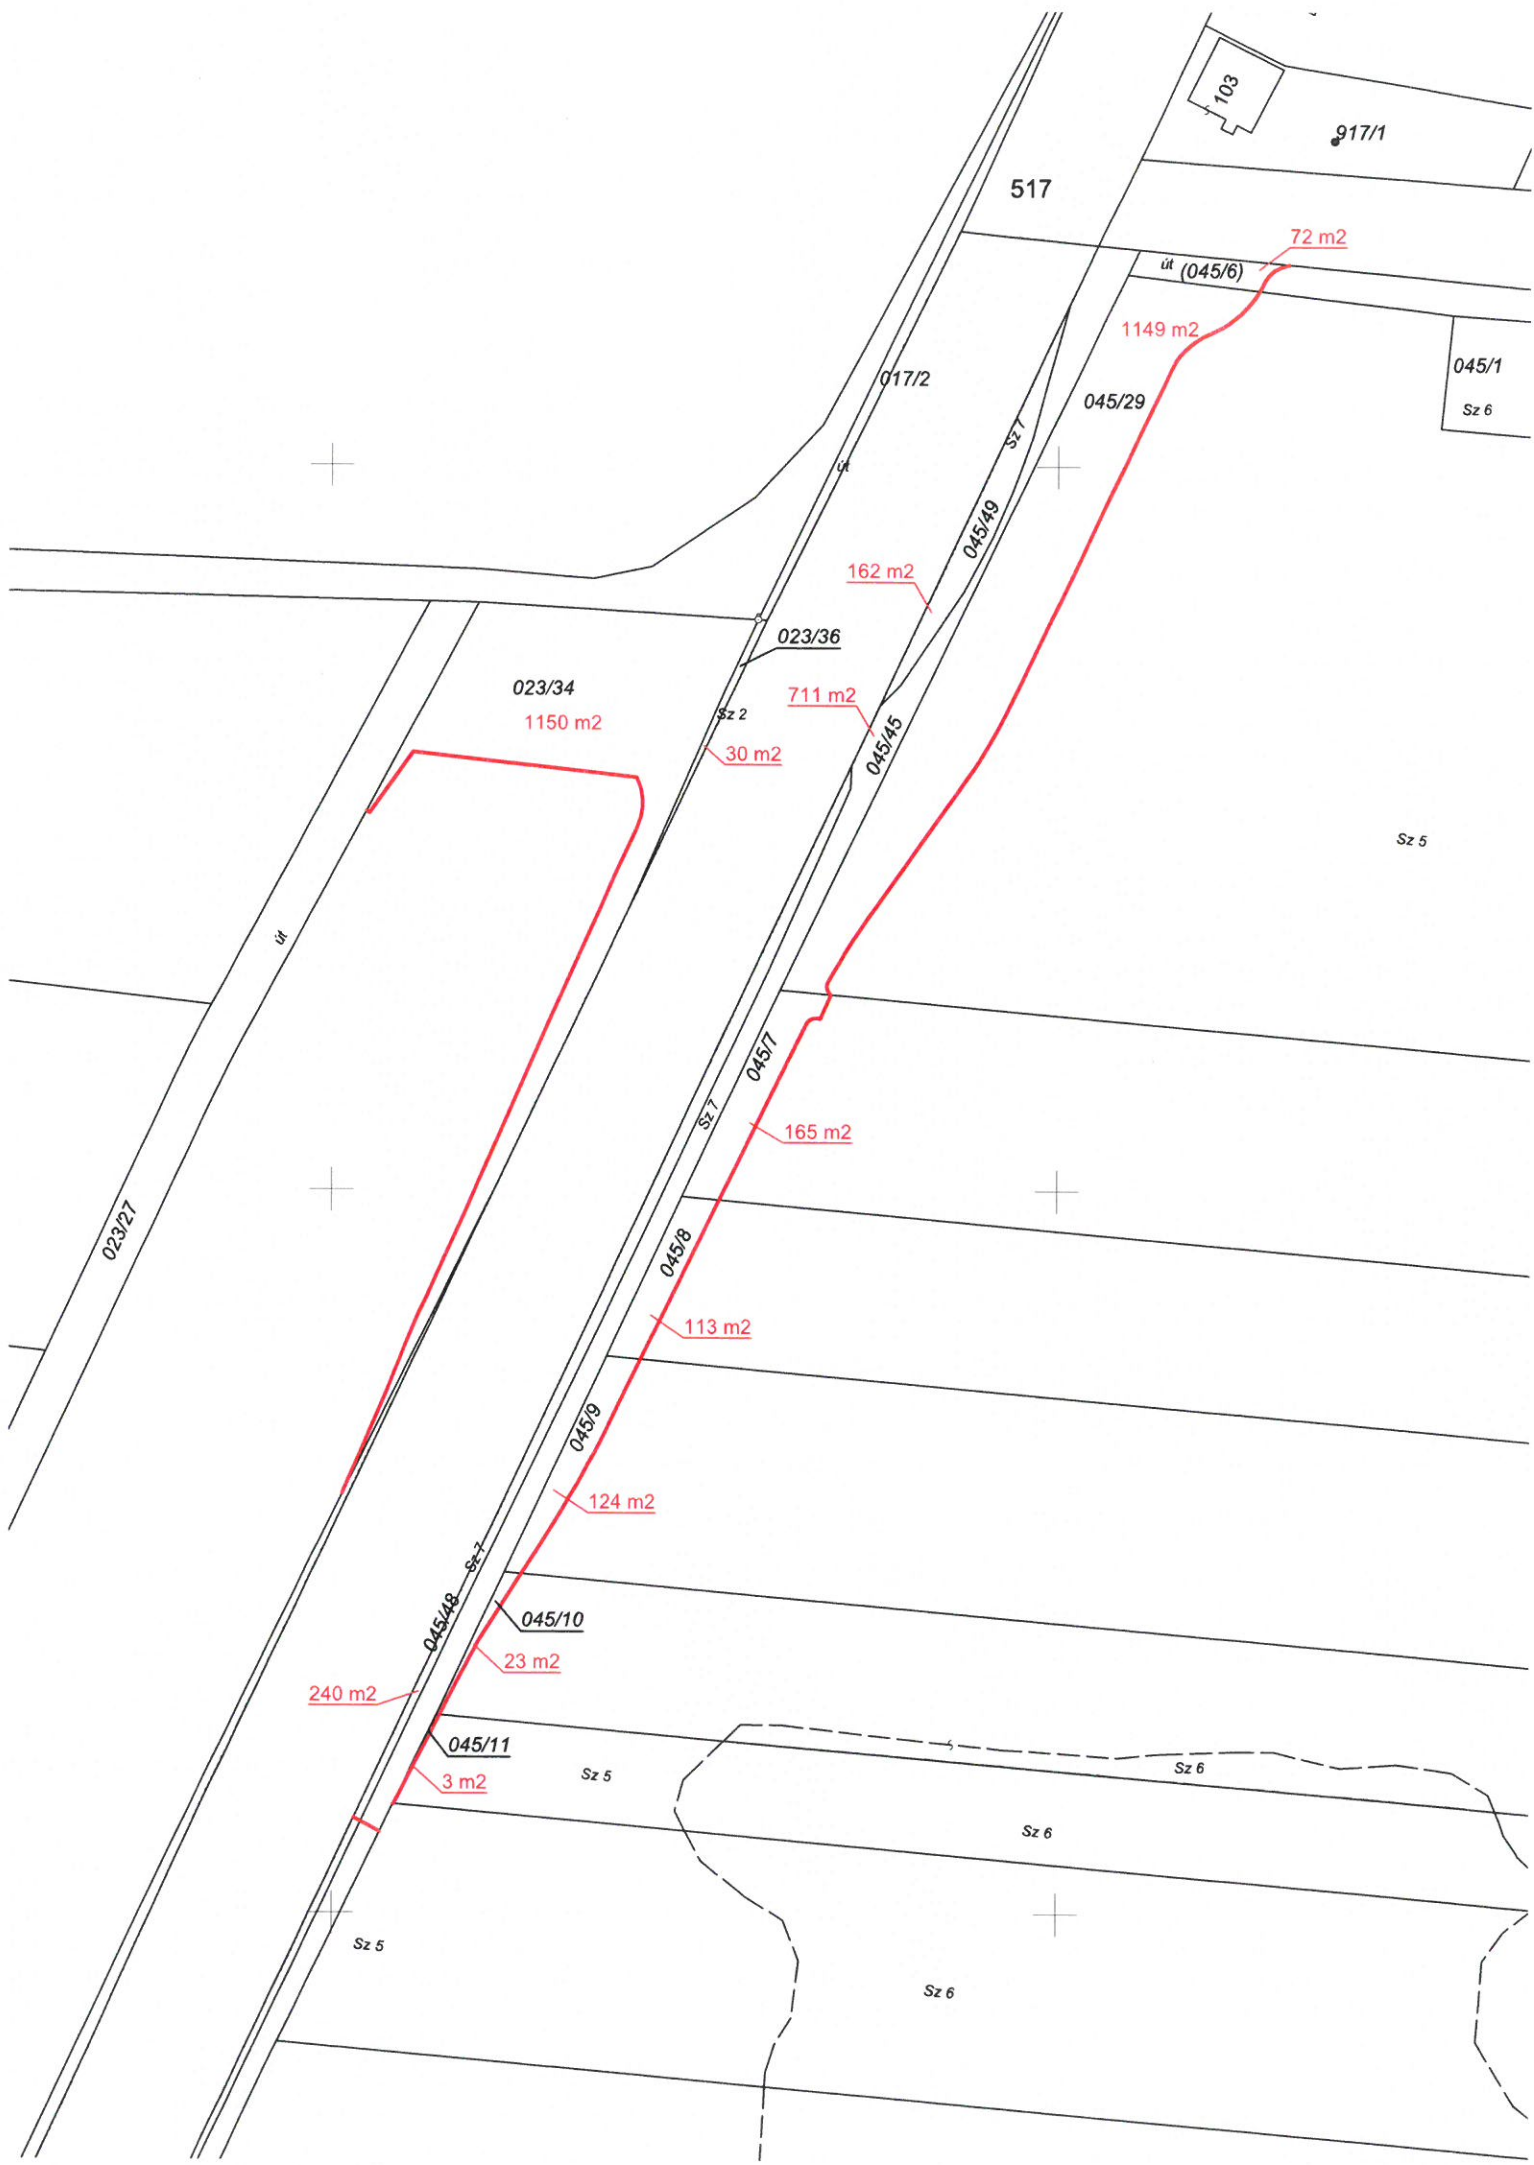 103
917/1
517
72 m2
út (045/6)
1149 m2
045/1
017/2
045/29
Sz 6
Sz 7
út
045/49
162 m2
023/36
023/34
711 m2
Sz 2
1150 m2
045/45
30 m2
Sz 5
út
045/7
Sz 7
165 m2
023/27
045/8
113 m2
045/9
124 m2
Sz 7
045/48
045/10
23 m2
240 m2
045/11
Sz 5
Sz 6
3 m2
Sz 6
Sz 5
Sz 6